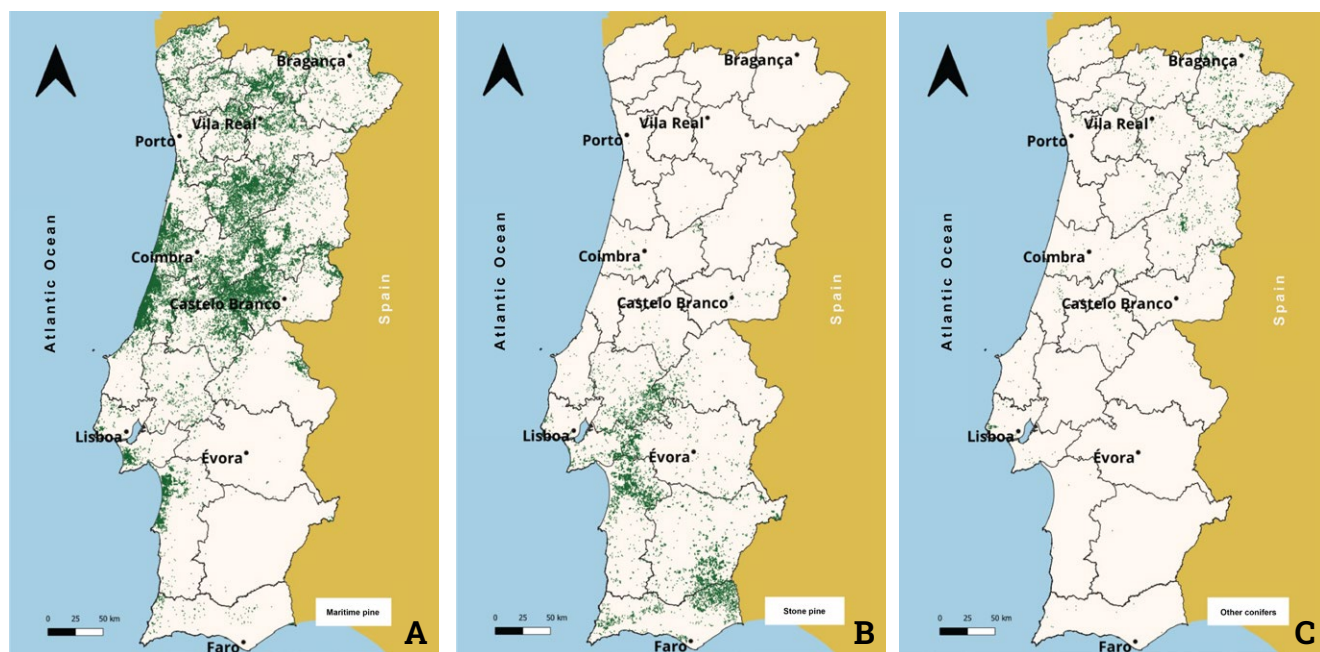 Bragança
Vila Real
Porto
Coimbra
Castelo Branco
Lisboa
Évora
Faro
Atlantic Ocean
Spain
0 25 50 km
Maritime pine
A
Bragança
Vila Real
Porto
Coimbra
Castelo Branco
Lisboa
Évora
Faro
Atlantic Ocean
Spain
0 25 50 km
Stone pine
B
Bragança
Vila Real
Porto
Coimbra
Castelo Branco
Lisboa
Évora
Faro
Atlantic Ocean
Spain
0 25 50 km
Other conifers
C